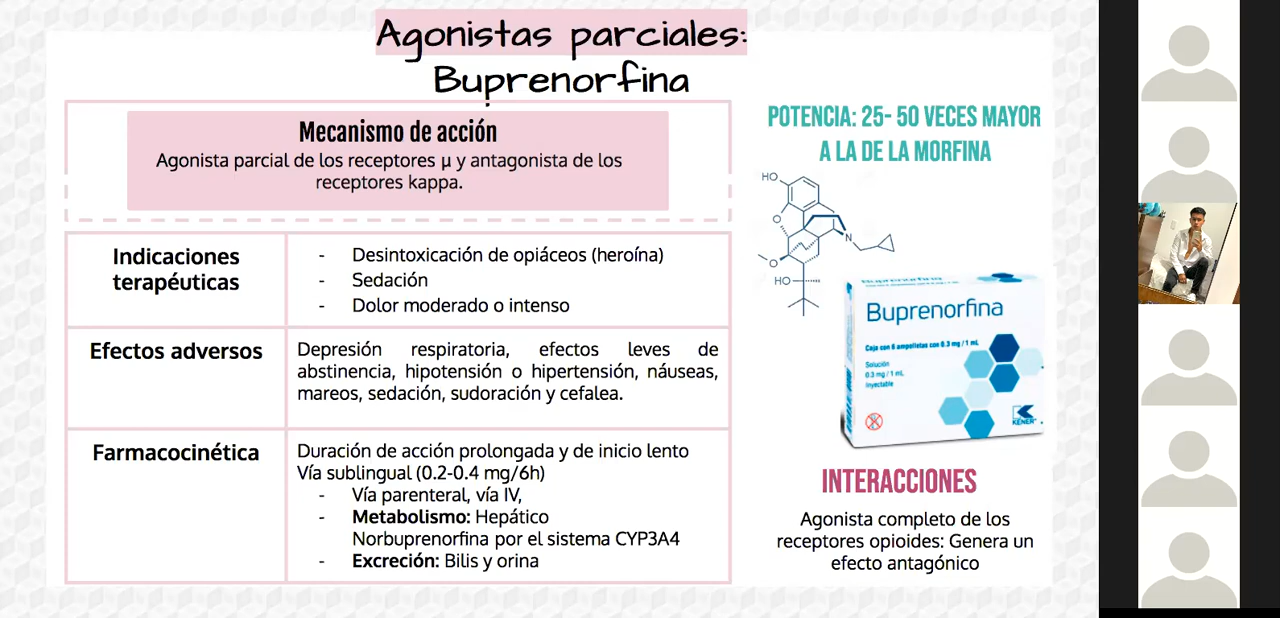 Agonistas parciales:
Buprenorfina
Mecanismo de acción
Agonista parcial de los receptores µ y antagonista de los
receptores kappa.
Indicaciones
terapéuticas
- Desintoxicación de opiáceos (heroína)
- Sedación
- Dolor moderado o intenso
Efectos adversos
Depresión respiratoria, efectos leves de
abstinencia, hipotensión o hipertensión, náuseas,
mareos, sedación, sudoración y cefalea.
Farmacocinética
Duración de acción prolongada y de inicio lento
Vía sublingual (0.2-0.4 mg/6h)
- Vía parenteral, vía IV,
- Metabolismo: Hepático
Norbuprenorfina por el sistema CYP3A4
- Excreción: Bilis y orina
POTENCIA: 25- 50 VECES MAYOR
A LA DE LA MORFINA
HO
O
N
O
HO
Buprenorfina
Buprenorfina
Caja con 6 ampolletas con 0.3 mg / 1 mL
Solución
0.3 mg / 1 mL
Inyectable
KENER
INTERACCIONES
Agonista completo de los
receptores opioides: Genera un
efecto antagónico